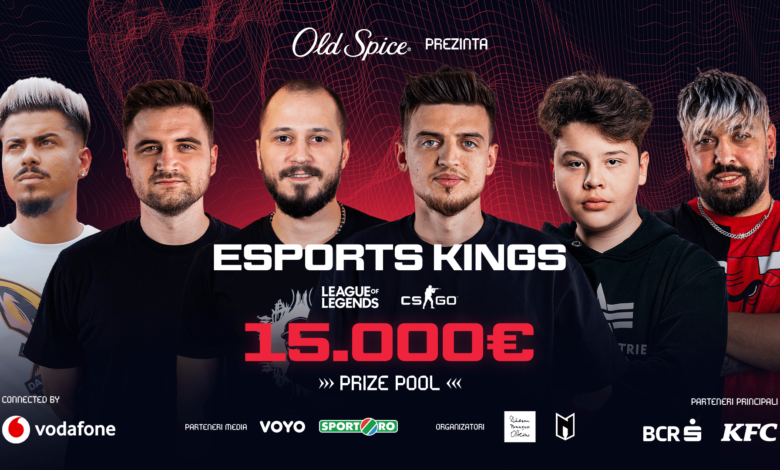 Old Spice PREZINTA
ESPORTS KINGS
LEAGUE OF LEGENDS CS GO
15.000€
››› PRIZE POOL ‹‹‹
CONNECTED BY
vodafone
PARTENERI MEDIA VOYO SPORT.RO
ORGANIZATORI
PARTENERI PRINCIPALI
BCR KFC